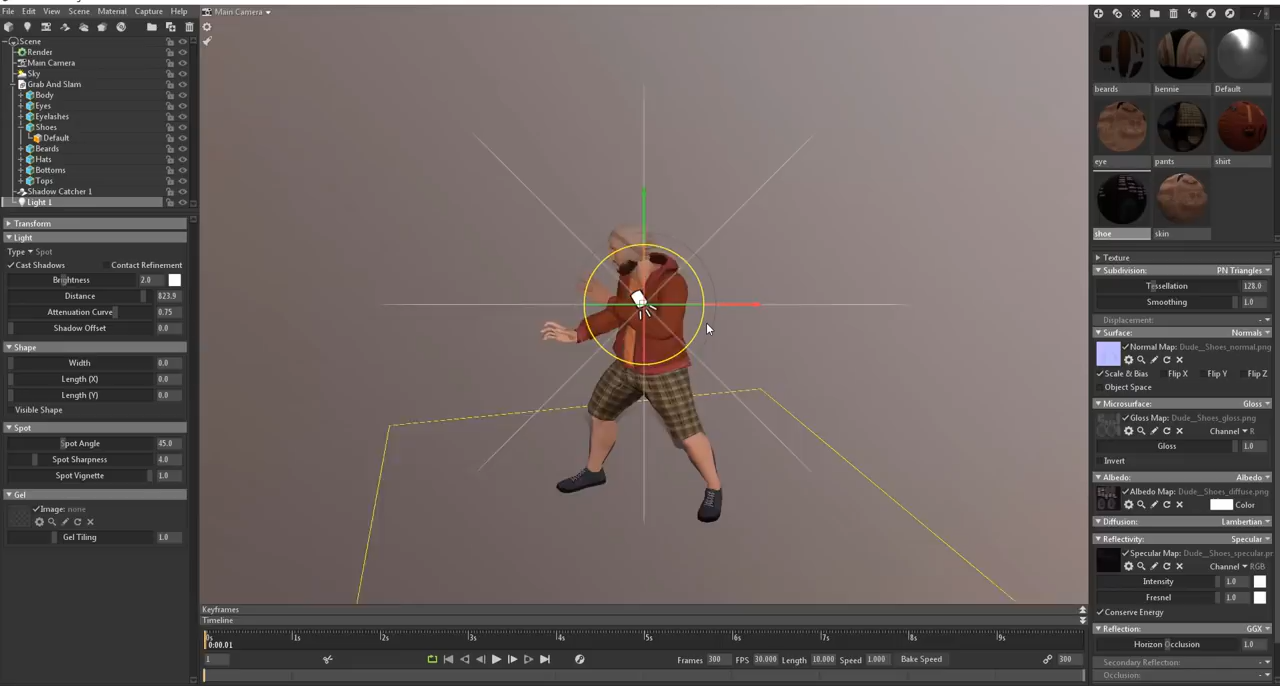 File Edit View Scene Material Capture Help
Main Camera
Scene
Render
Main Camera
Sky
Grab And Slam
Body
Eyes
Eyelashes
Shoes
Default
Beards
Hats
Bottoms
Tops
Shadow Catcher 1
Light 1
Transform
Light
Type Spot
Cast Shadows Contact Refinement
Brightness 2.0
Distance 823.9
Attenuation Curve 0.75
Shadow Offset 0.0
Shape
Width 0.0
Length (X) 0.0
Length (Y) 0.0
Visible Shape
Spot
Spot Angle 45.0
Spot Sharpness 4.0
Spot Vignette 1.0
Gel
Image: none
Gel Tiling 1.0
Keyframes
Timeline
0s 1s 2s 3s 4s 5s 6s 7s 8s 9s
0:00.01
1 Frames 300 FPS 30.000 Length 10.000 Speed 1.000 Bake Speed 300
beards bennie Default
eye pants shirt
shoe skin
Texture
Subdivision: PN Triangles
Tessellation 128.0
Smoothing 1.0
Displacement:
Surface: Normals
Normal Map: Dude__Shoes_normal.png
Scale & Bias Flip X Flip Y Flip Z
Object Space
Microsurface: Gloss
Gloss Map: Dude__Shoes_gloss.png
Channel R
Gloss 1.0
Invert
Albedo: Albedo
Albedo Map: Dude__Shoes_diffuse.png
Color
Diffusion: Lambertian
Reflectivity: Specular
Specular Map: Dude__Shoes_specular.pr
Channel RGB
Intensity 1.0
Fresnel 1.0
Conserve Energy
Reflection: GGX
Horizon Occlusion 1.0
Secondary Reflection:
Occlusion: